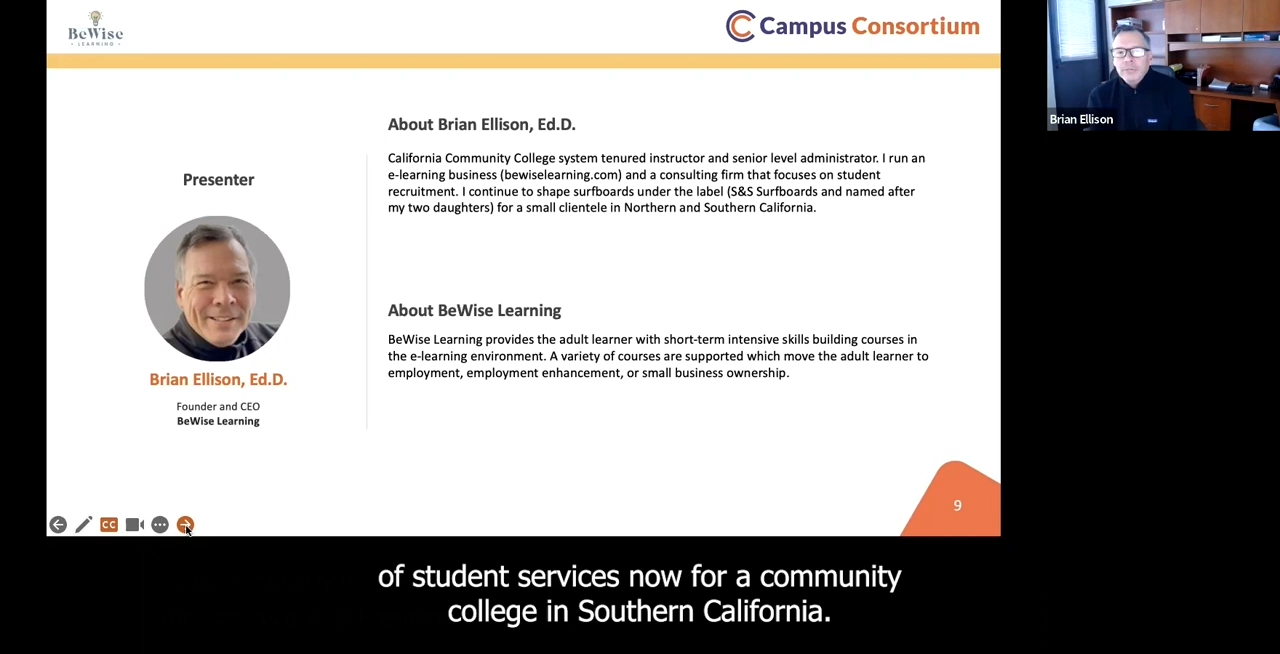 BeWise
LEARNING
Campus Consortium
Brian Ellison
About Brian Ellison, Ed.D.
California Community College system tenured instructor and senior level administrator. I run an
e-learning business (bewiselearning.com) and a consulting firm that focuses on student
recruitment. I continue to shape surfboards under the label (S&S Surfboards and named after
my two daughters) for a small clientele in Northern and Southern California.
Presenter
Brian Ellison, Ed.D.
Founder and CEO
BeWise Learning
About BeWise Learning
BeWise Learning provides the adult learner with short-term intensive skills building courses in
the e-learning environment. A variety of courses are supported which move the adult learner to
employment, employment enhancement, or small business ownership.
9
CC
of student services now for a community
college in Southern California.